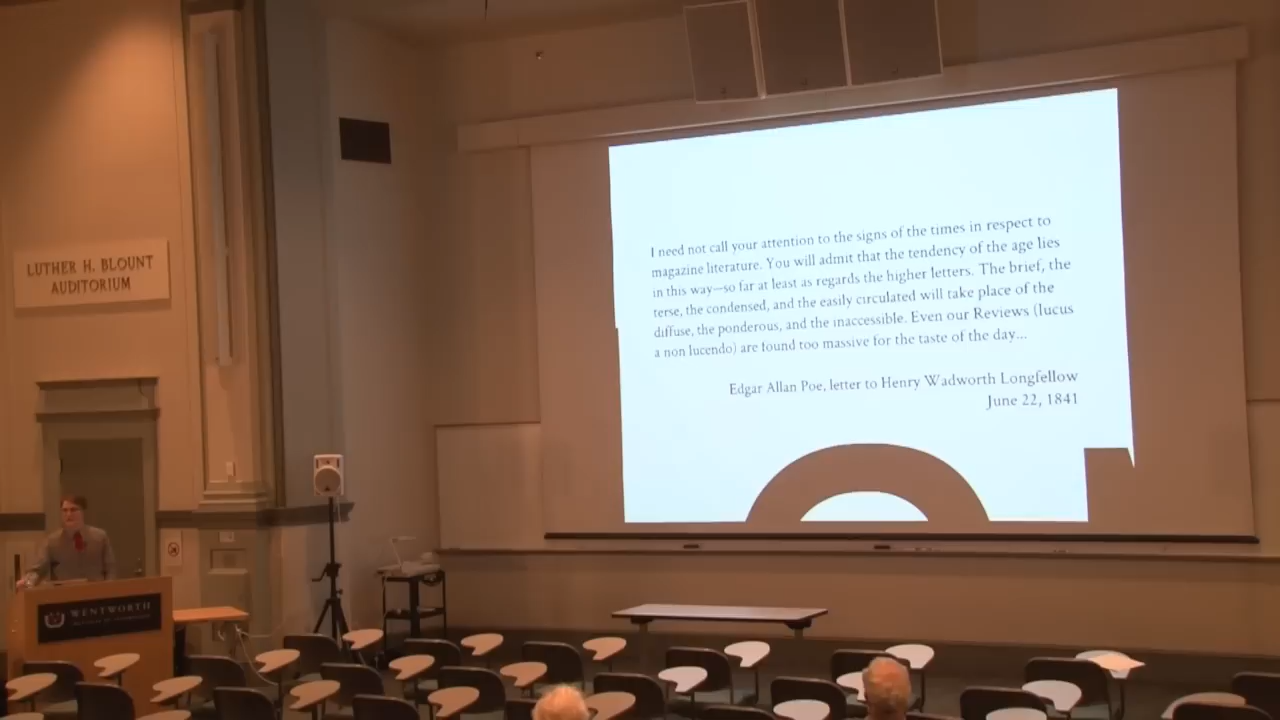 LUTHER H. BLOUNT
AUDITORIUM
I need not call your attention to the signs of the times in respect to
magazine literature. You will admit that the tendency of the age lies
in this way—so far at least as regards the higher letters. The brief, the
terse, the condensed, and the easily circulated will take place of the
diffuse, the ponderous, and the inaccessible. Even our Reviews (lucus
a non lucendo) are found too massive for the taste of the day...
Edgar Allan Poe, letter to Henry Wadworth Longfellow
June 22, 1841
WENTWORTH